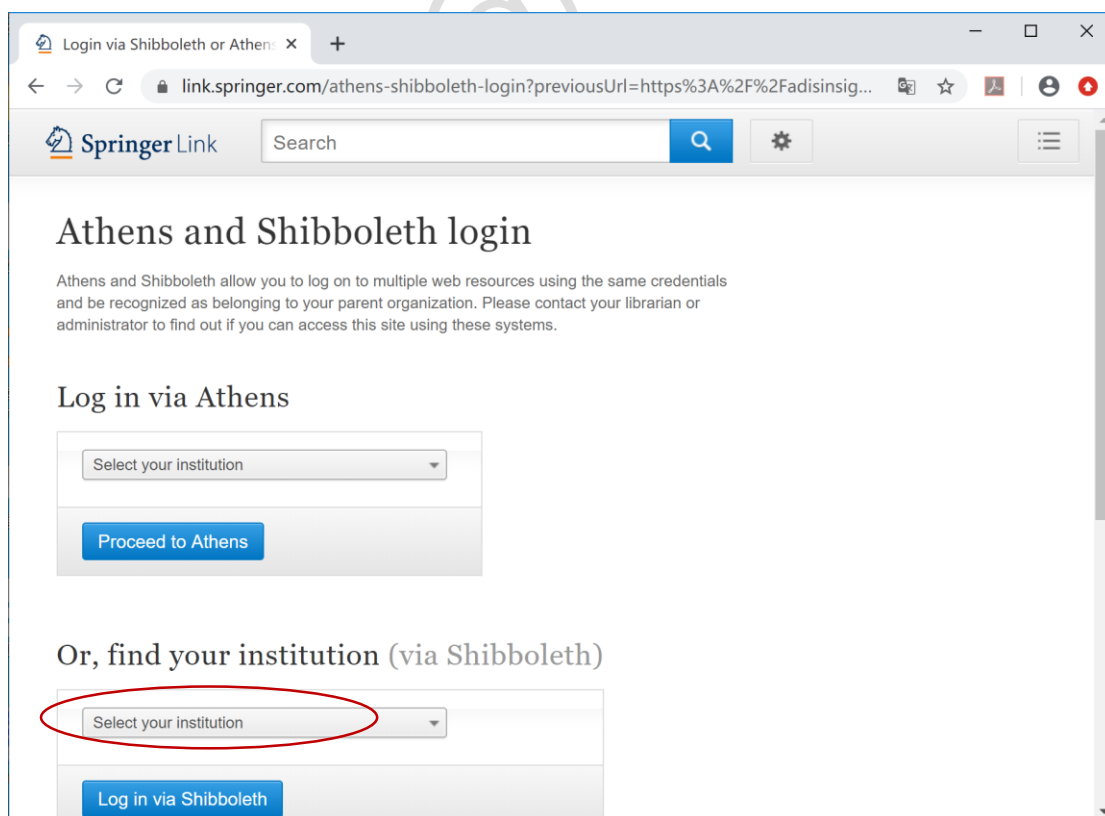 Login via Shibboleth or Athens
link.springer.com/athens-shibboleth-login?previousUrl=https%3A%2F%2Fadisinsig...
Springer Link
Search
Athens and Shibboleth login
Athens and Shibboleth allow you to log on to multiple web resources using the same credentials
and be recognized as belonging to your parent organization. Please contact your librarian or
administrator to find out if you can access this site using these systems.
Log in via Athens
Select your institution
Proceed to Athens
Or, find your institution (via Shibboleth)
Select your institution
Log in via Shibboleth